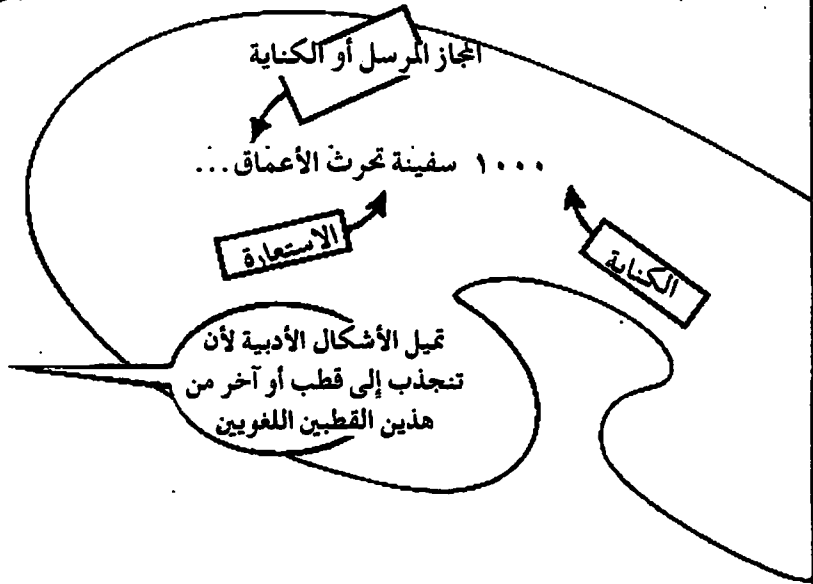 المجاز المرسل أو الكناية
١٠٠٠ سفينة تحرث الأعماق...
الاستعارة
الكناية
تميل الأشكال الأدبية لأن
تنجذب إلى قطب أو آخر من
هذين القطبين اللغويين